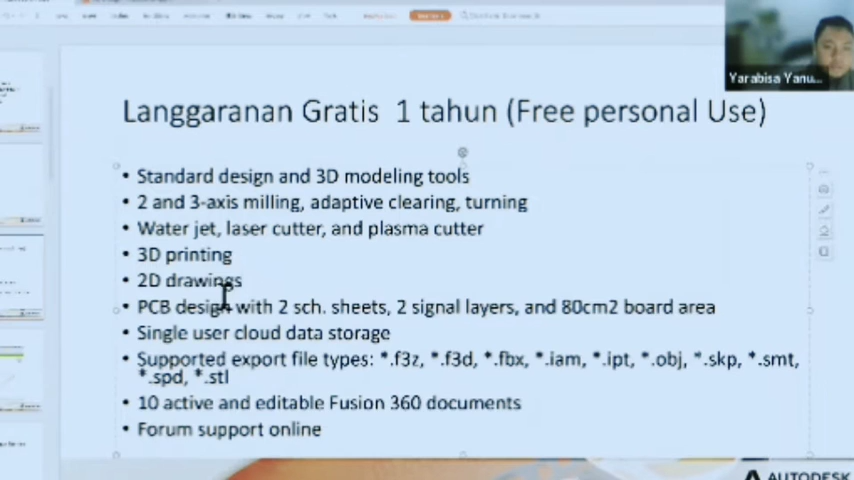 Yarabisa Yanu...
Langgaranan Gratis 1 tahun (Free personal Use)
• Standard design and 3D modeling tools
• 2 and 3-axis milling, adaptive clearing, turning
• Water jet, laser cutter, and plasma cutter
• 3D printing
• 2D drawings
• PCB design with 2 sch. sheets, 2 signal layers, and 80cm2 board area
• Single user cloud data storage
• Supported export file types: *.f3z, *.f3d, *.fbx, *.iam, *.ipt, *.obj, *.skp, *.smt,
*.spd, *.stl
• 10 active and editable Fusion 360 documents
• Forum support online
AUTODESK